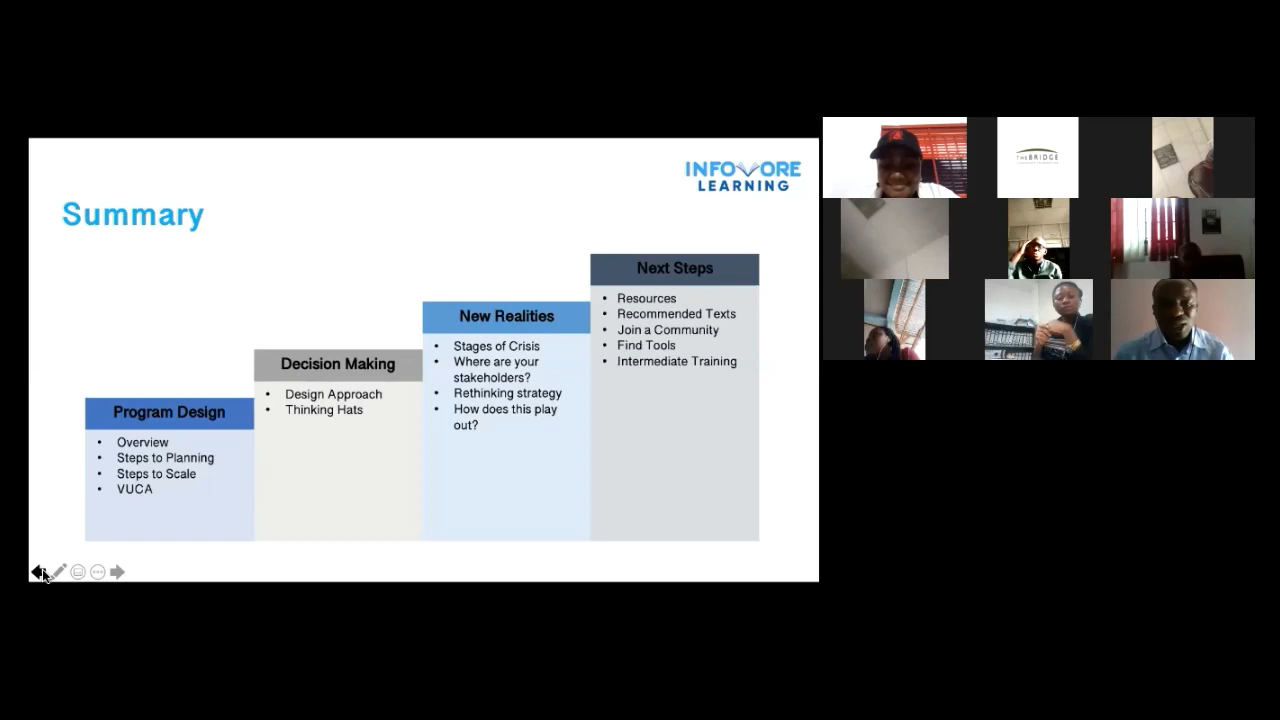 INFOVORE
LEARNING
Summary
Program Design
• Overview
• Steps to Planning
• Steps to Scale
• VUCA
Decision Making
• Design Approach
• Thinking Hats
New Realities
• Stages of Crisis
• Where are your
stakeholders?
• Rethinking strategy
• How does this play
out?
Next Steps
• Resources
• Recommended Texts
• Join a Community
• Find Tools
• Intermediate Training
THE BRIDGE